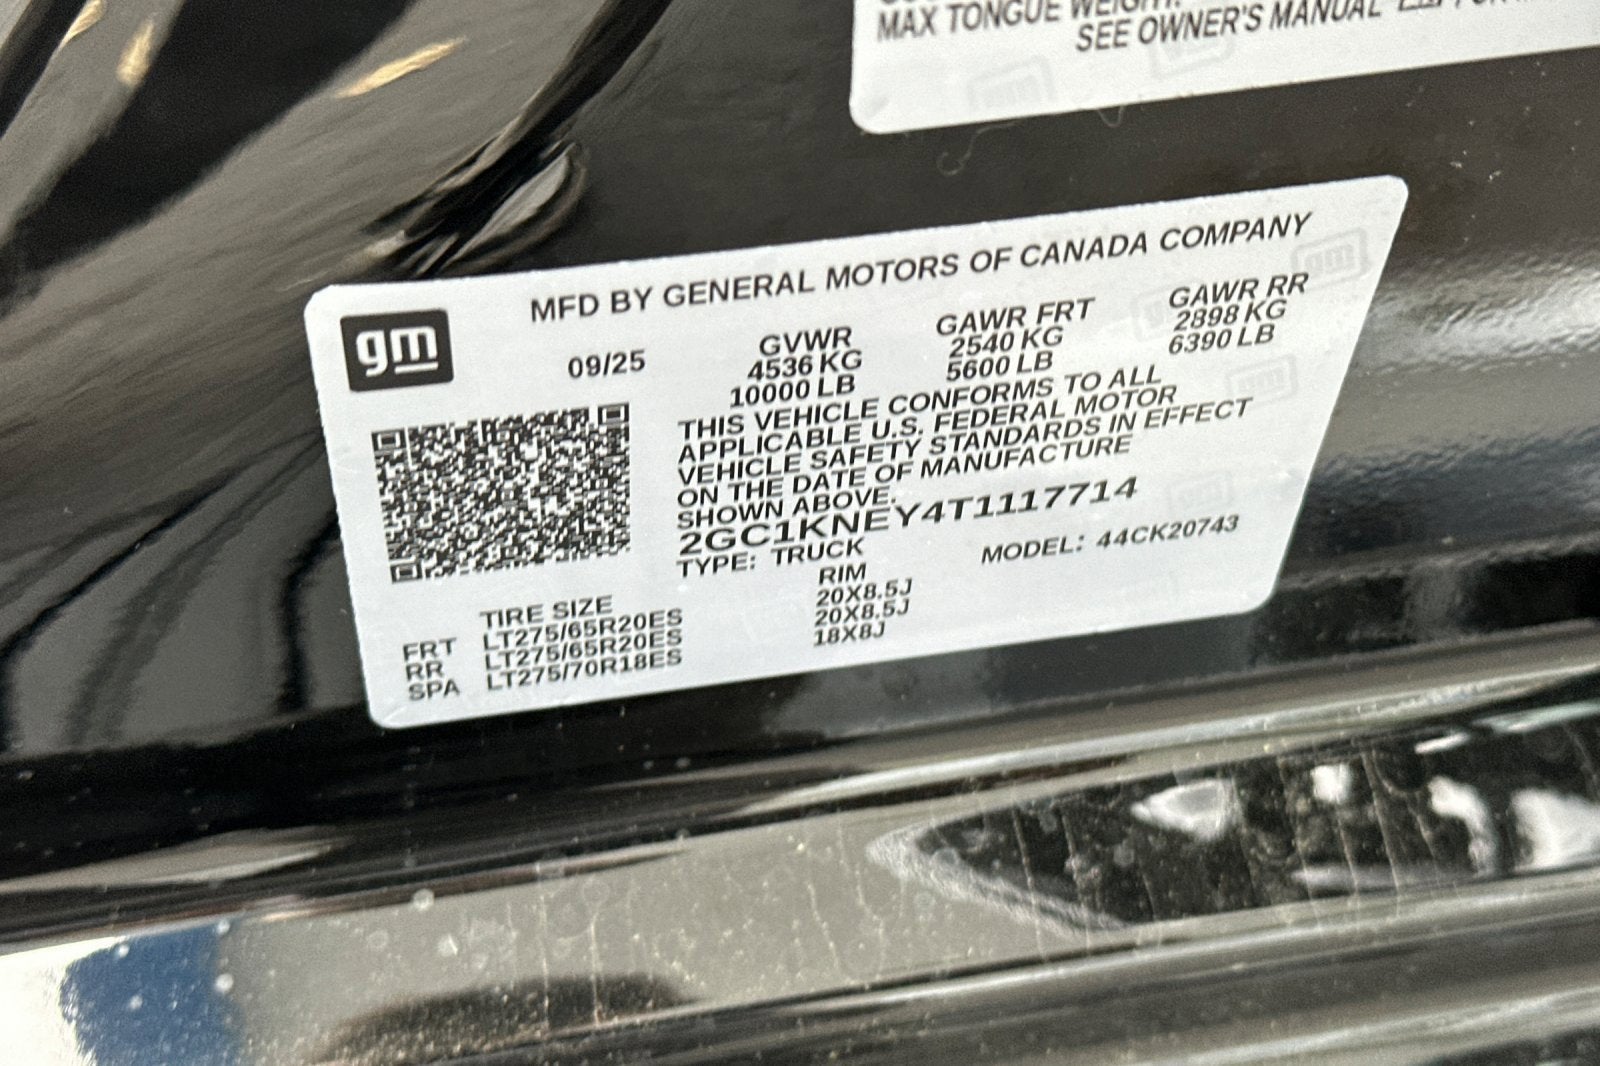 MAX TONGUE WEIGHT:
SEE OWNER'S MANUAL
MFD BY GENERAL MOTORS OF CANADA COMPANY
gm
09/25
GVWR GAWR FRT GAWR RR
4536 KG 2540 KG 2898 KG
10000 LB 5600 LB 6390 LB
THIS VEHICLE CONFORMS TO ALL
APPLICABLE U.S. FEDERAL MOTOR
VEHICLE SAFETY STANDARDS IN EFFECT
ON THE DATE OF MANUFACTURE
SHOWN ABOVE.
2GC1KNEY4T1117714
TYPE: TRUCK MODEL: 44CK20743
TIRE SIZE RIM
FRT LT275/65R20ES 20X8.5J
RR LT275/65R20ES 20X8.5J
SPA LT275/70R18ES 18X8J